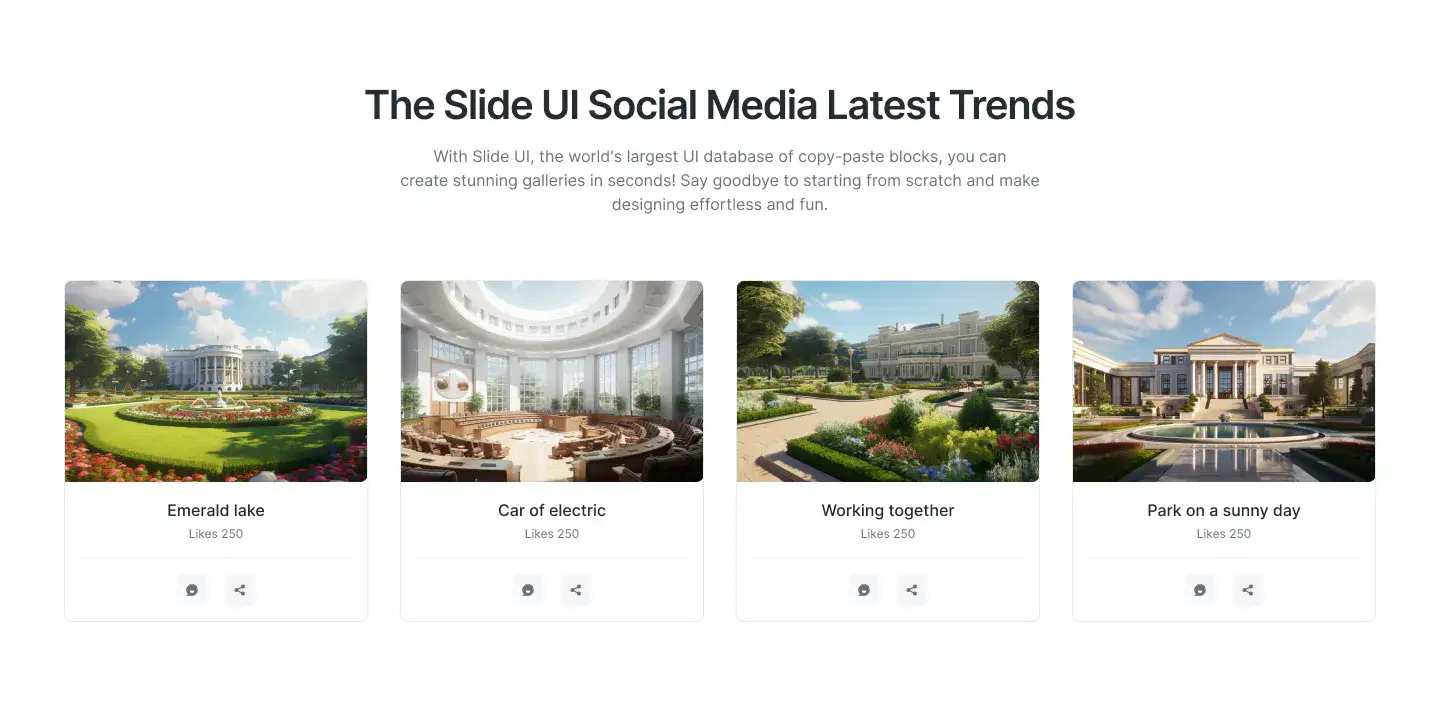 The Slide UI Social Media Latest Trends
With Slide UI, the world's largest UI database of copy-paste blocks, you can
create stunning galleries in seconds! Say goodbye to starting from scratch and make
designing effortless and fun.
Emerald lake
Likes 250
Car of electric
Likes 250
Working together
Likes 250
Park on a sunny day
Likes 250